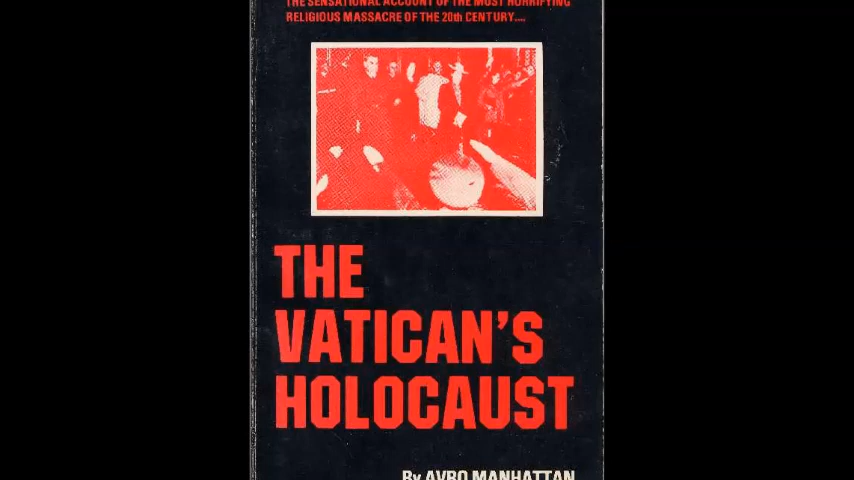 THE SENSATIONAL ACCOUNT OF THE MOST HORRIFYING
RELIGIOUS MASSACRE OF THE 20th CENTURY....
THE
VATICAN'S
HOLOCAUST
By AVRO MANHATTAN